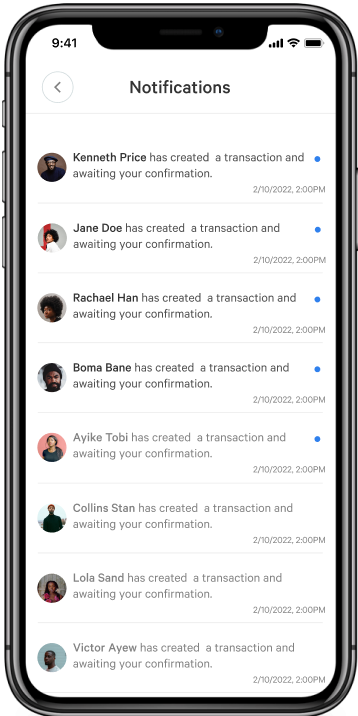 9:41
Notifications
Kenneth Price has created  a transaction and
awaiting your confirmation.
2/10/2022, 2:00PM
Jane Doe has created  a transaction and
awaiting your confirmation.
2/10/2022, 2:00PM
Rachael Han has created  a transaction and
awaiting your confirmation.
2/10/2022, 2:00PM
Boma Bane has created  a transaction and
awaiting your confirmation.
2/10/2022, 2:00PM
Ayike Tobi has created  a transaction and
awaiting your confirmation.
2/10/2022, 2:00PM
Collins Stan has created  a transaction and
awaiting your confirmation.
2/10/2022, 2:00PM
Lola Sand has created  a transaction and
awaiting your confirmation.
2/10/2022, 2:00PM
Victor Ayew has created  a transaction and
awaiting your confirmation.
2/10/2022, 2:00PM